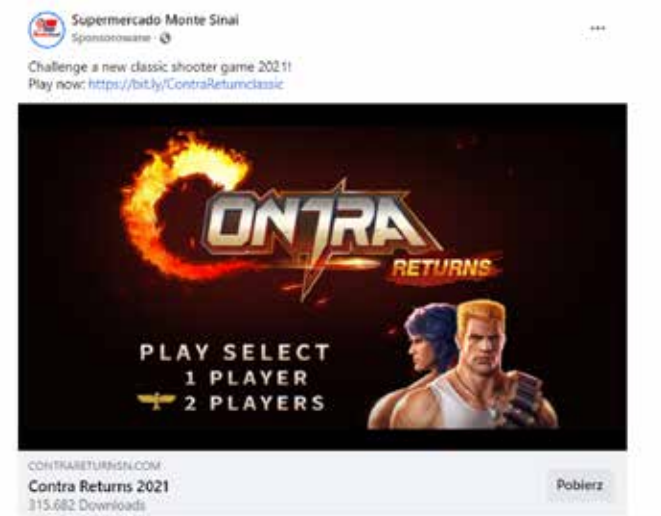 Supermercado Monte Sinai
Sponsorowane ·
Challenge a new classic shooter game 2021!
Play now: https://bit.ly/ContraReturnclassic
CONTRA
RETURNS
PLAY SELECT
1 PLAYER
2 PLAYERS
CONTRARETURNSN.COM
Contra Returns 2021
315.682 Downloads
Pobierz